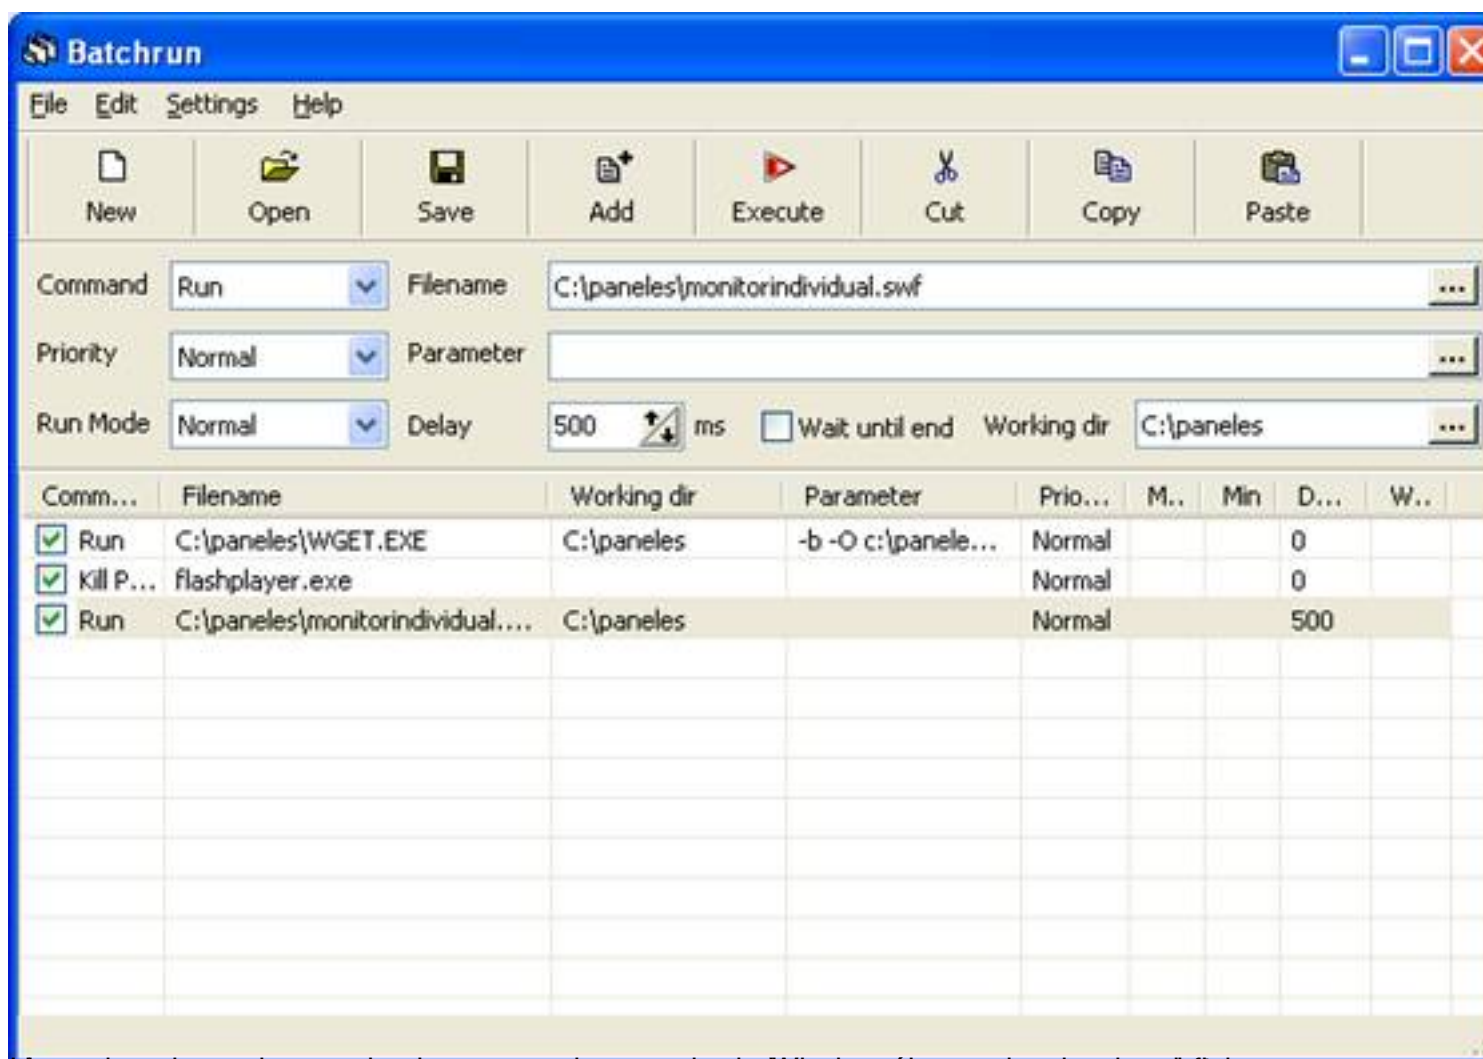 Batchrun
File Edit Settings Help
New Open Save Add Execute Cut Copy Paste
Command Run Filename C:\paneles\monitorindividual.swf ...
Priority Normal Parameter ...
Run Mode Normal Delay 500 ms Wait until end Working dir C:\paneles ...
Comm... Filename Working dir Parameter Prio... M.. Min D... W..
Run C:\paneles\WGET.EXE C:\paneles -b -O c:\panele... Normal 0
Kill P... flashplayer.exe Normal 0
Run C:\paneles\monitorindividual.... C:\paneles Normal 500